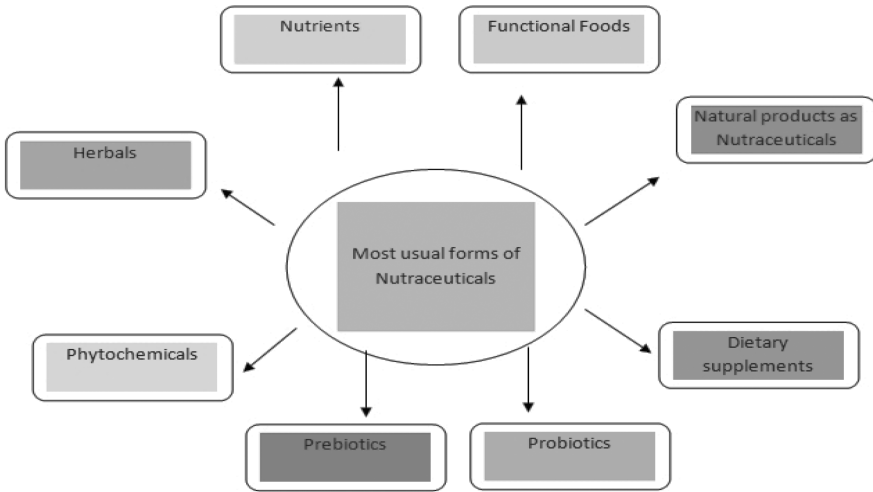 Nutrients
Functional Foods
Natural products as
Nutraceuticals
Herbals
Most usual forms of
Nutraceuticals
Phytochemicals
Dietary
supplements
Prebiotics
Probiotics